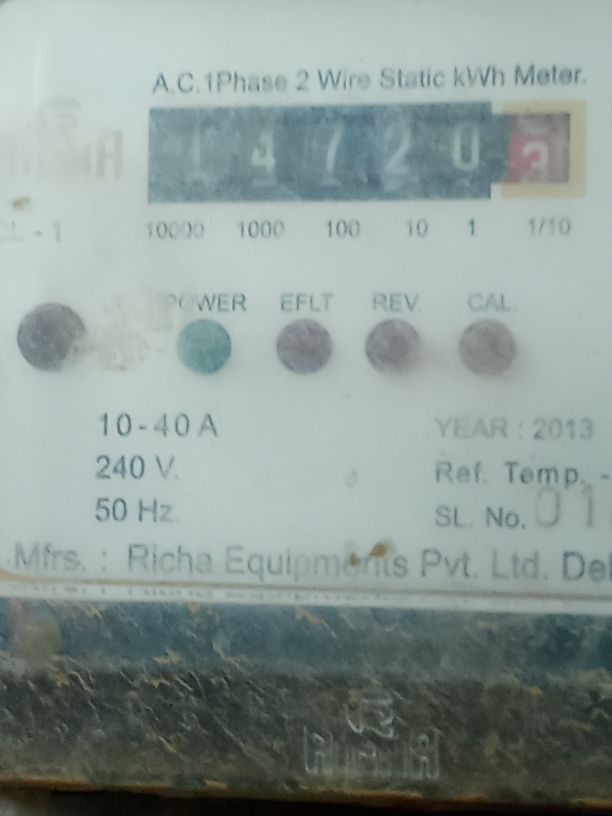 A.C.1Phase 2 Wire Static kWh Meter.
1 4 7 2 0 3
- 1
10000 1000 100 10 1 1/10
POWER EFLT REV. CAL.
10-40 A
YEAR : 2013
240 V.
Ref. Temp. -
50 Hz.
SL. No. 01
Mfrs. : Richa Equipments Pvt. Ltd. Del